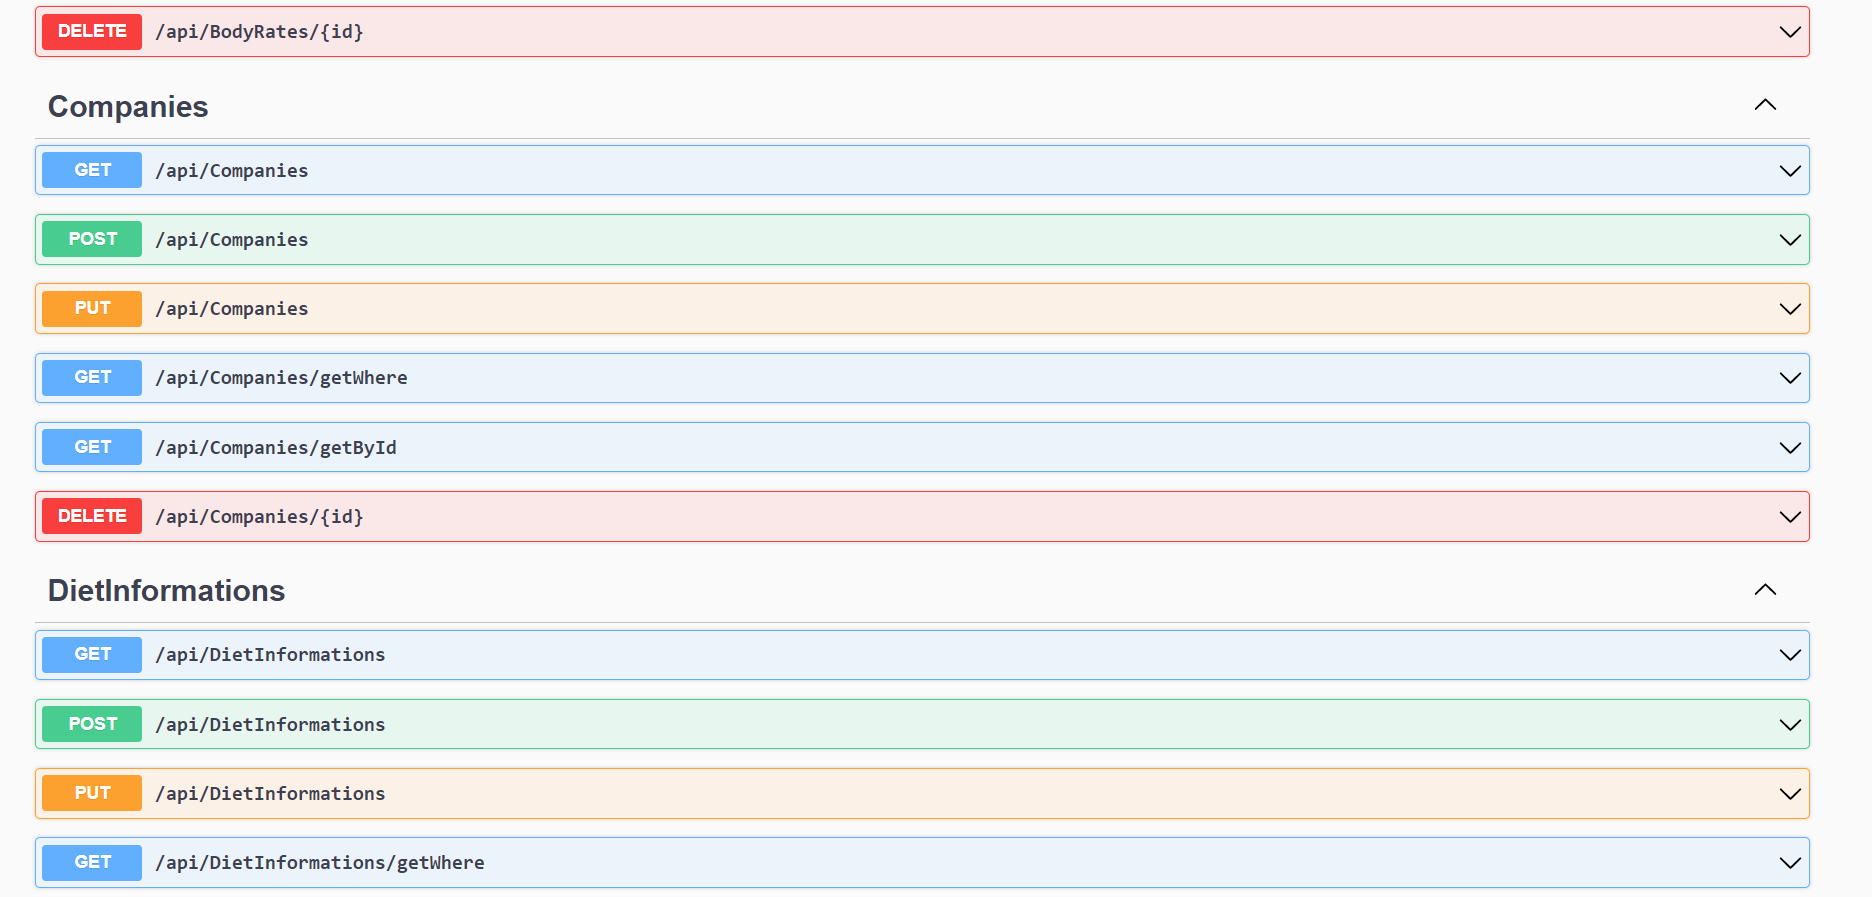 DELETE /api/BodyRates/{id}
Companies
GET /api/Companies
POST /api/Companies
PUT /api/Companies
GET /api/Companies/getWhere
GET /api/Companies/getById
DELETE /api/Companies/{id}
DietInformations
GET /api/DietInformations
POST /api/DietInformations
PUT /api/DietInformations
GET /api/DietInformations/getWhere